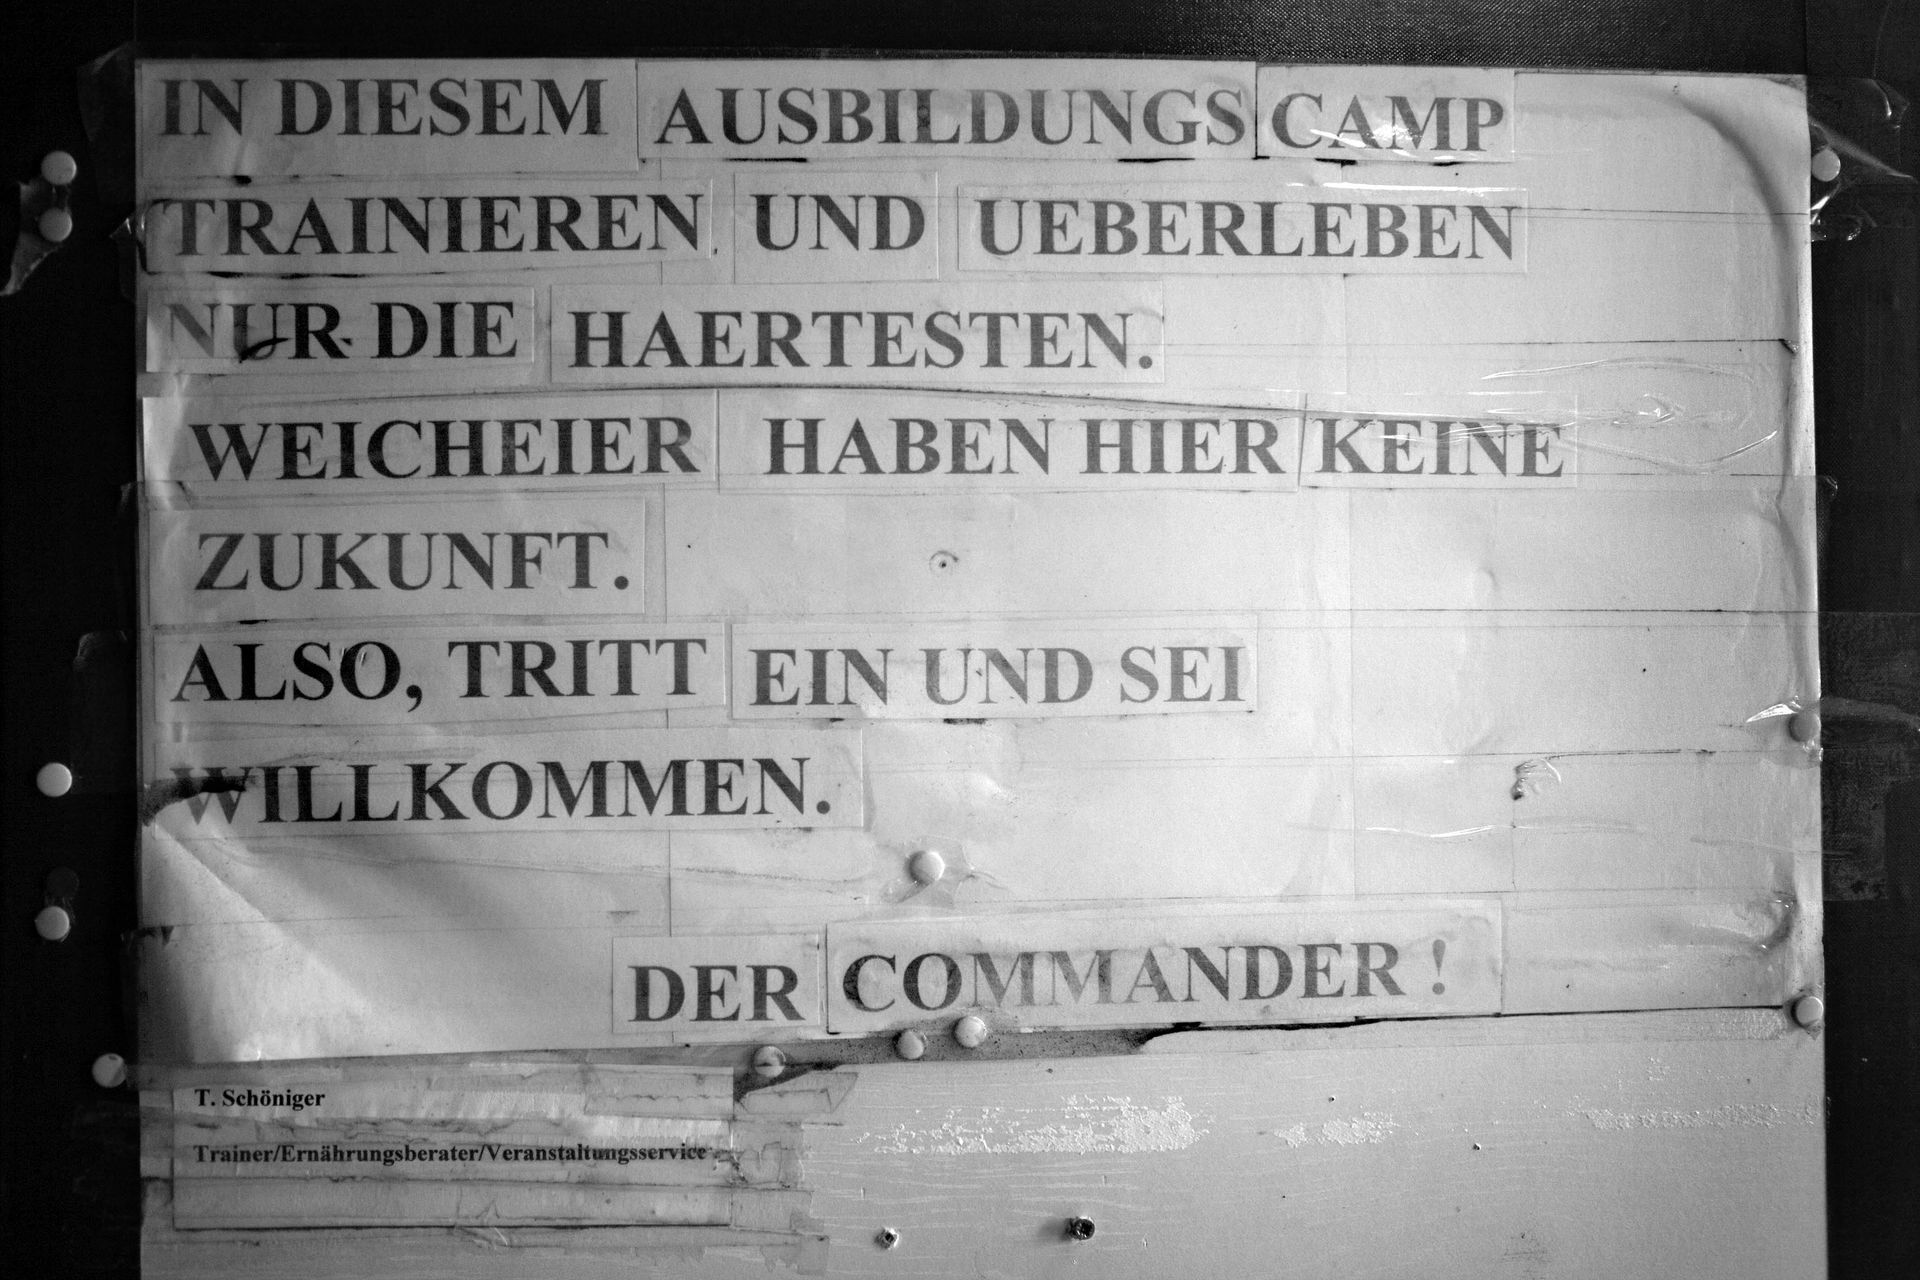 IN DIESEM AUSBILDUNGS CAMP
TRAINIEREN UND UEBERLEBEN
NUR DIE HAERTESTEN.
WEICHEIER HABEN HIER KEINE
ZUKUNFT.
ALSO, TRITT EIN UND SEI
WILLKOMMEN.
DER COMMANDER !
T. Schöniger
Trainer/Ernährungsberater/Veranstaltungsservice